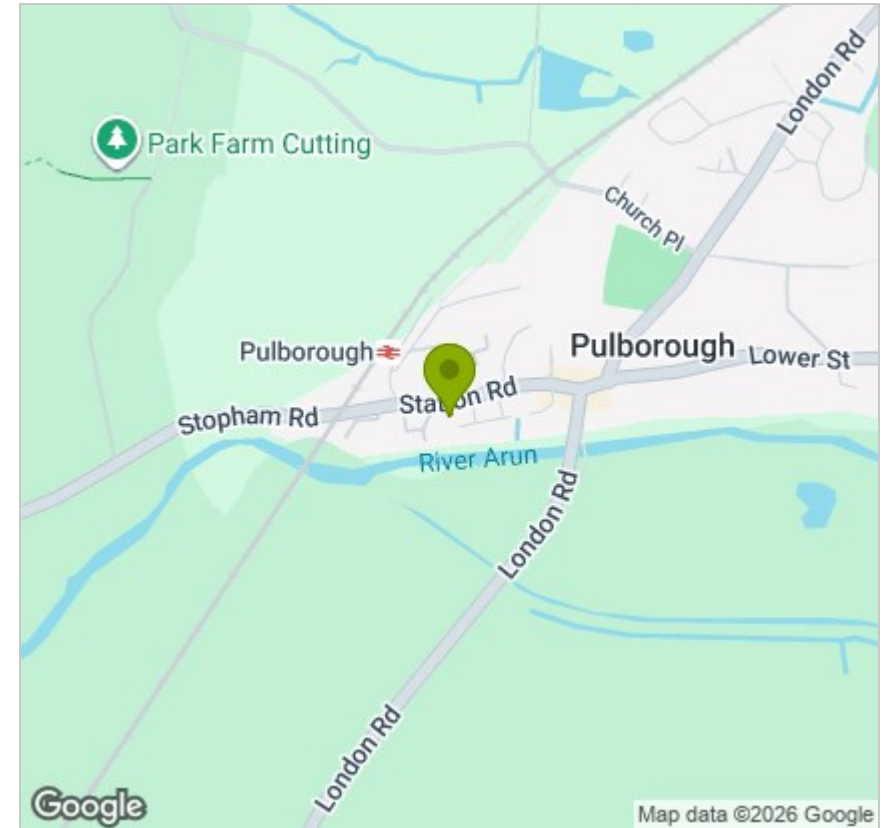 London Rd
Park Farm Cutting
Church Pl
Pulborough
Pulborough
Lower St
Station Rd
Stopham Rd
River Arun
London Rd
London Rd
Google
Map data ©2026 Google